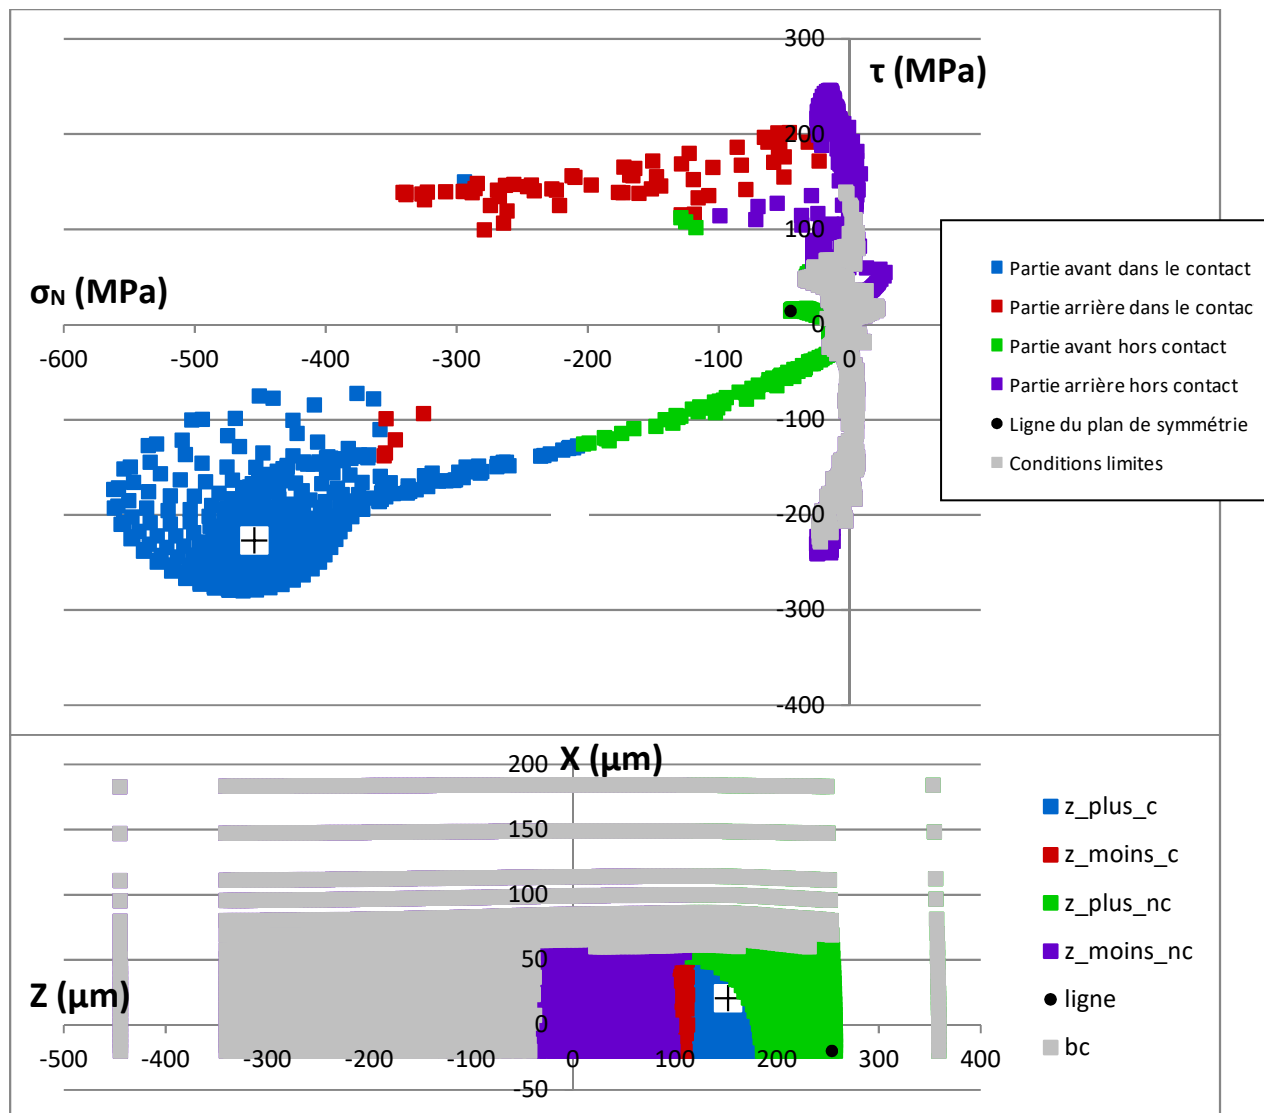 300
τ (MPa)
200
100
Partie avant dans le contact
σN (MPa)
Partie arrière dans le contac
0
Partie avant hors contact
-600 -500 -400 -300 -200 -100 0
Partie arrière hors contact
-100
Ligne du plan de symétrie
Conditions limites
-200
-300
-400
X (µm)
200
z_plus_c
150
z_moins_c
100
z_plus_nc
50
z_moins_nc
Z (µm)
ligne
0
-500 -400 -300 -200 -100 0 100 200 300 400
bc
-50